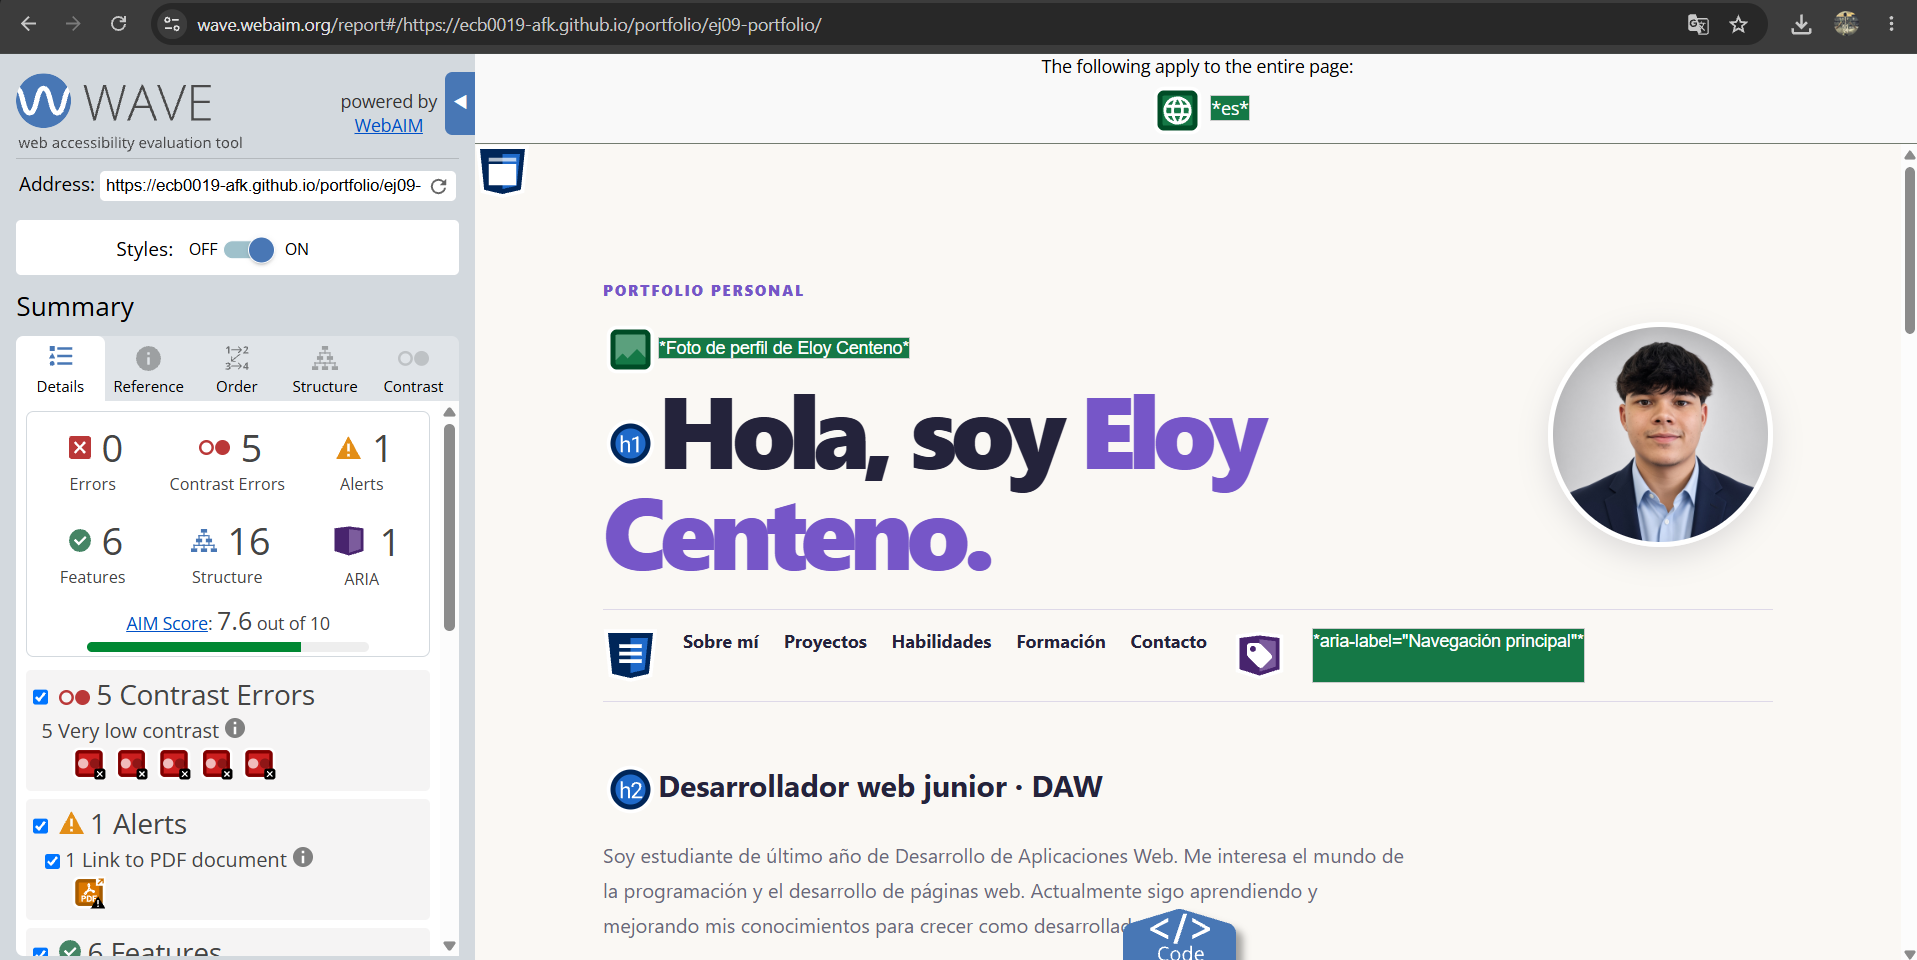 wave.webaim.org/report#/https://ecb0019-afk.github.io/portfolio/ej09-portfolio/
WAVE
web accessibility evaluation tool
powered by
WebAIM
Address: https://ecb0019-afk.github.io/portfolio/ej09-
Styles: OFF ON
Summary
Details
Reference
1→2
3→4
Order
Structure
Contrast
0 Errors
5 Contrast Errors
1 Alerts
6 Features
16 Structure
1 ARIA
AIM Score: 7.6 out of 10
5 Contrast Errors
5 Very low contrast
1 Alerts
1 Link to PDF document
PDF
6 Features
The following apply to the entire page:
*es*
PORTFOLIO PERSONAL
*Foto de perfil de Eloy Centeno*
h1 Hola, soy Eloy
Centeno.
Sobre mí Proyectos Habilidades Formación Contacto
*aria-label="Navegación principal"*
h2 Desarrollador web junior · DAW
Soy estudiante de último año de Desarrollo de Aplicaciones Web. Me interesa el mundo de
la programación y el desarrollo de páginas web. Actualmente sigo aprendiendo y
mejorando mis conocimientos para crecer como desarrollad
</> Code